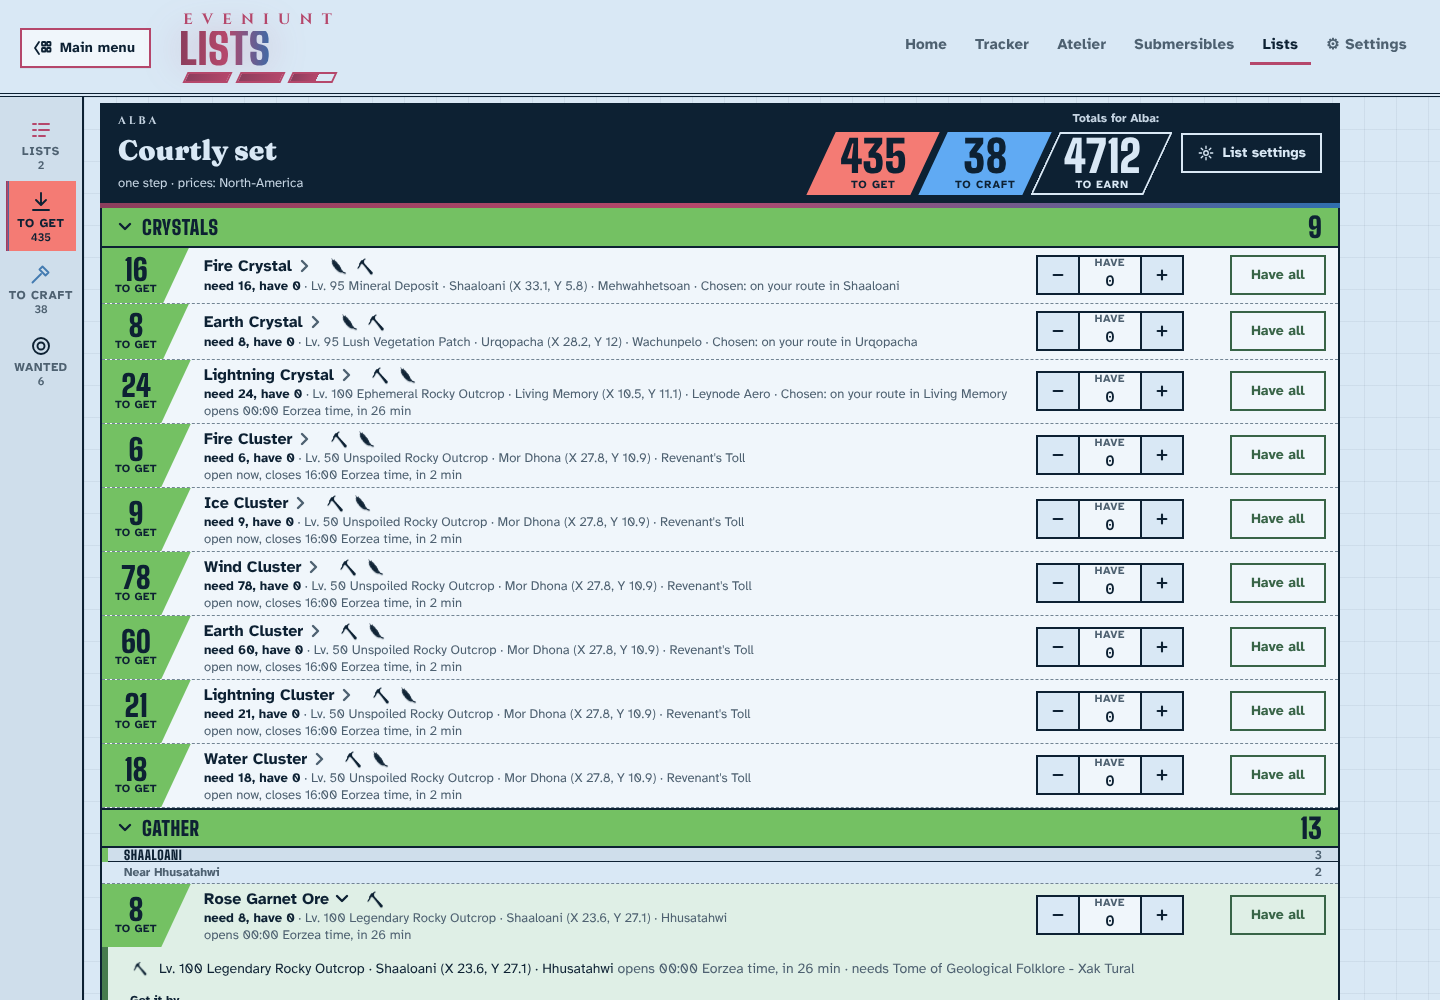 Main menu
EVENIUNT
LISTS
Home
Tracker
Atelier
Submersibles
Lists
Settings
LISTS
2
TO GET
435
TO CRAFT
38
WANTED
6
ALBA
Courtly set
one step · prices: North-America
Totals for Alba:
435
TO GET
38
TO CRAFT
4712
TO EARN
List settings
CRYSTALS
9
16
TO GET
Fire Crystal
need 16, have 0 · Lv. 95 Mineral Deposit · Shaaloani (X 33.1, Y 5.8) · Mehwahhetsoan · Chosen: on your route in Shaaloani
HAVE
− 0 +
Have all
8
TO GET
Earth Crystal
need 8, have 0 · Lv. 95 Lush Vegetation Patch · Urqopacha (X 28.2, Y 12) · Wachunpelo · Chosen: on your route in Urqopacha
HAVE
− 0 +
Have all
24
TO GET
Lightning Crystal
need 24, have 0 · Lv. 100 Ephemeral Rocky Outcrop · Living Memory (X 10.5, Y 11.1) · Leynode Aero · Chosen: on your route in Living Memory
opens 00:00 Eorzea time, in 26 min
HAVE
− 0 +
Have all
6
TO GET
Fire Cluster
need 6, have 0 · Lv. 50 Unspoiled Rocky Outcrop · Mor Dhona (X 27.8, Y 10.9) · Revenant's Toll
open now, closes 16:00 Eorzea time, in 2 min
HAVE
− 0 +
Have all
9
TO GET
Ice Cluster
need 9, have 0 · Lv. 50 Unspoiled Rocky Outcrop · Mor Dhona (X 27.8, Y 10.9) · Revenant's Toll
open now, closes 16:00 Eorzea time, in 2 min
HAVE
− 0 +
Have all
78
TO GET
Wind Cluster
need 78, have 0 · Lv. 50 Unspoiled Rocky Outcrop · Mor Dhona (X 27.8, Y 10.9) · Revenant's Toll
open now, closes 16:00 Eorzea time, in 2 min
HAVE
− 0 +
Have all
60
TO GET
Earth Cluster
need 60, have 0 · Lv. 50 Unspoiled Rocky Outcrop · Mor Dhona (X 27.8, Y 10.9) · Revenant's Toll
open now, closes 16:00 Eorzea time, in 2 min
HAVE
− 0 +
Have all
21
TO GET
Lightning Cluster
need 21, have 0 · Lv. 50 Unspoiled Rocky Outcrop · Mor Dhona (X 27.8, Y 10.9) · Revenant's Toll
open now, closes 16:00 Eorzea time, in 2 min
HAVE
− 0 +
Have all
18
TO GET
Water Cluster
need 18, have 0 · Lv. 50 Unspoiled Rocky Outcrop · Mor Dhona (X 27.8, Y 10.9) · Revenant's Toll
open now, closes 16:00 Eorzea time, in 2 min
HAVE
− 0 +
Have all
GATHER
13
SHAALOANI
3
Near Hhusatahwi
2
8
TO GET
Rose Garnet Ore
need 8, have 0 · Lv. 100 Legendary Rocky Outcrop · Shaaloani (X 23.6, Y 27.1) · Hhusatahwi
opens 00:00 Eorzea time, in 26 min
HAVE
− 0 +
Have all
Lv. 100 Legendary Rocky Outcrop · Shaaloani (X 23.6, Y 27.1) · Hhusatahwi opens 00:00 Eorzea time, in 26 min · needs Tome of Geological Folklore - Xak Tural
Get it by